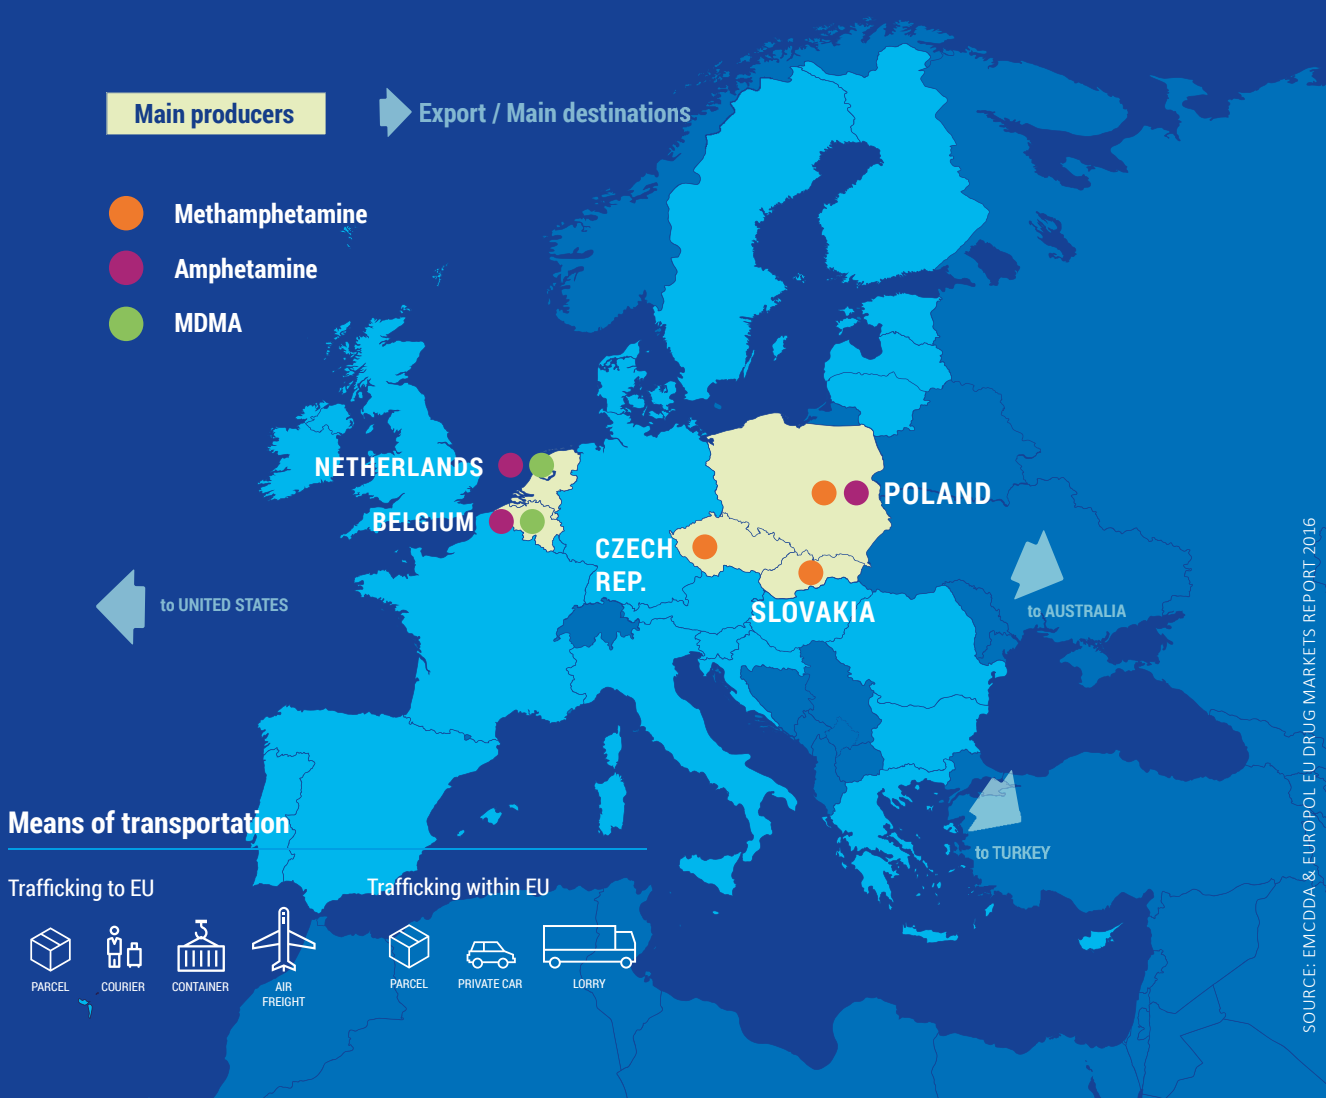 Main producers
Export / Main destinations
Methamphetamine
Amphetamine
MDMA
NETHERLANDS
BELGIUM
POLAND
CZECH
REP.
SLOVAKIA
to UNITED STATES
to AUSTRALIA
to TURKEY
Means of transportation
Trafficking to EU
PARCEL
COURIER
CONTAINER
AIR
FREIGHT
Trafficking within EU
PARCEL
PRIVATE CAR
LORRY
SOURCE: EMCDDA & EUROPOL EU DRUG MARKETS REPORT 2016